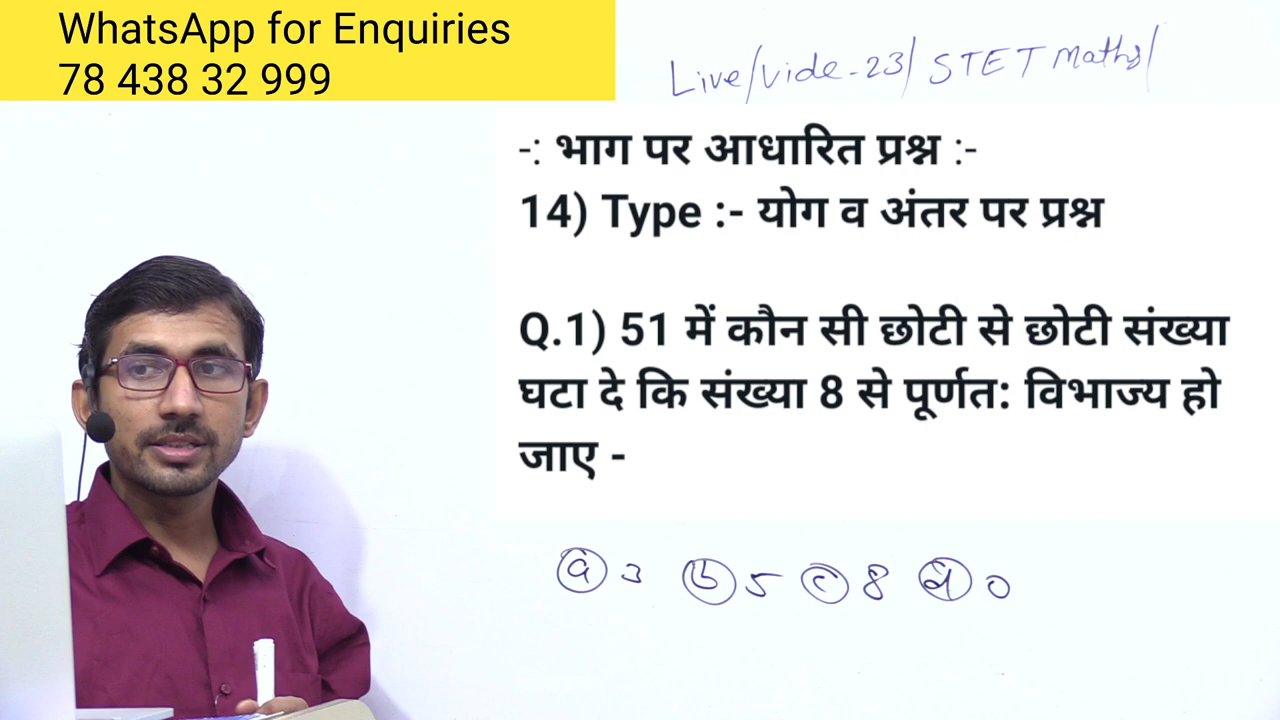 WhatsApp for Enquiries
78 438 32 999
Live/Vide-23/ STET Maths/
-: भाग पर आधारित प्रश्न :-
14) Type :- योग व अंतर पर प्रश्न
Q.1) 51 में कौन सी छोटी से छोटी संख्या
घटा दे कि संख्या 8 से पूर्णत: विभाज्य हो
जाए -
(a) 3 (b) 5 (c) 8 (d) 0